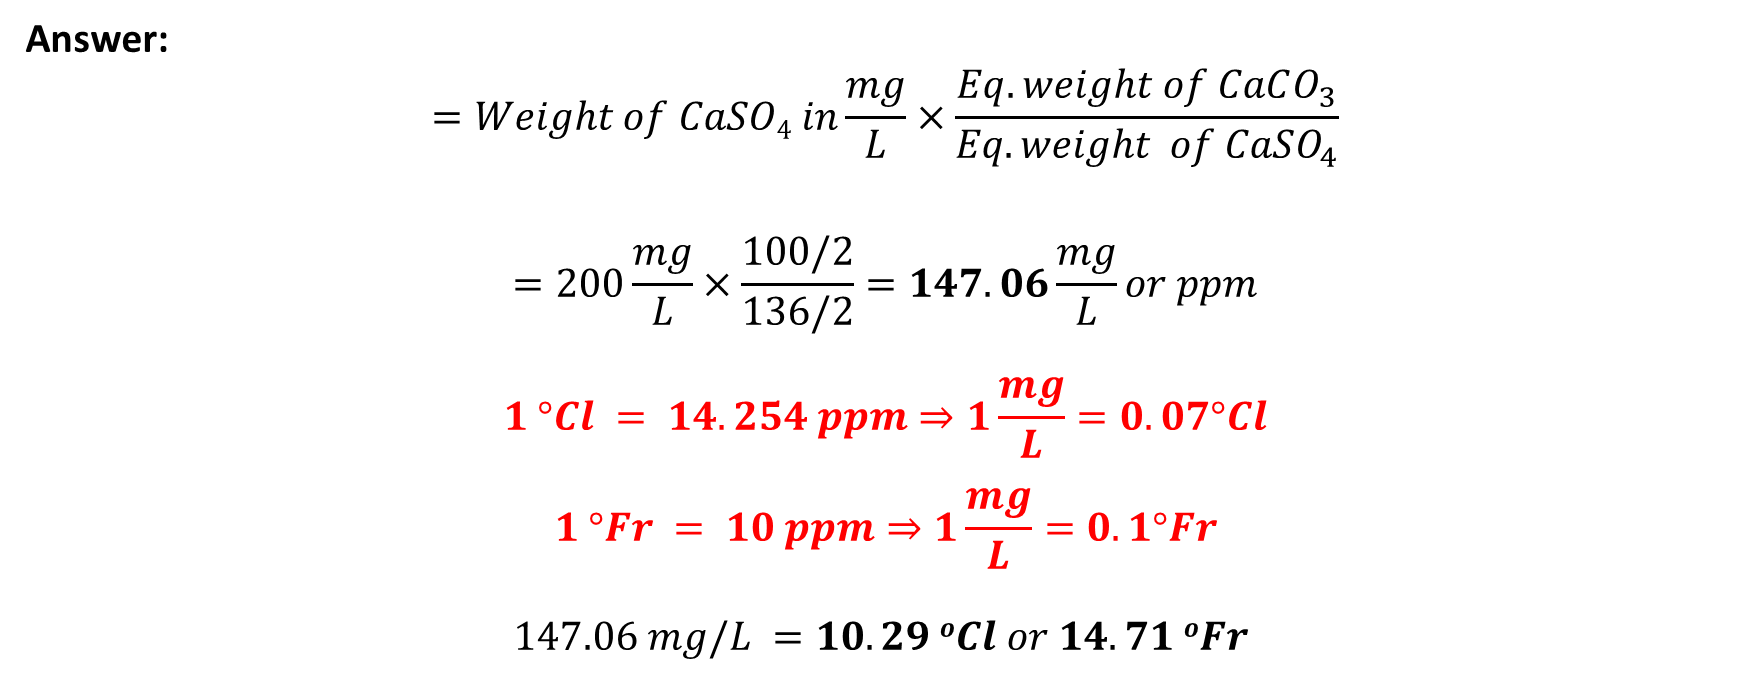 Answer:
= Weight of CaSO₄ in mg/L × Eq. weight of CaCO₃ / Eq. weight of CaSO₄
= 200 mg/L × (100/2)/(136/2) = 147.06 mg/L or ppm
1 °Cl = 14.254 ppm ⇒ 1 mg/L = 0.07°Cl
1 °Fr = 10 ppm ⇒ 1 mg/L = 0.1°Fr
147.06 mg/L = 10.29 ᵒCl or 14.71 ᵒFr